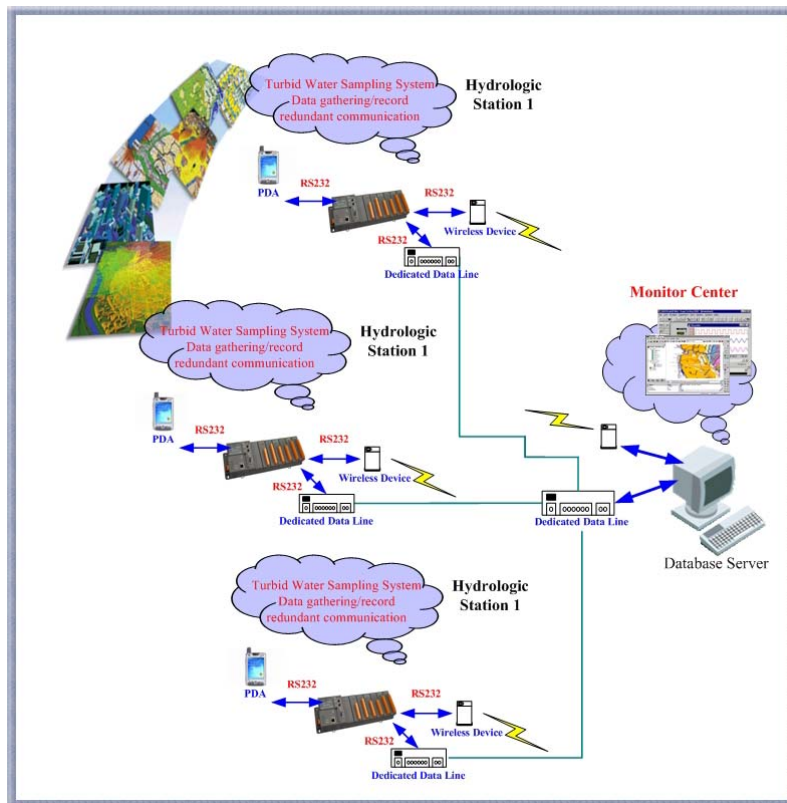 Turbid Water Sampling System
Data gathering/record
redundant communication
Hydrologic
Station 1
PDA
RS232
RS232
Wireless Device
RS232
Dedicated Data Line
Monitor Center
Turbid Water Sampling System
Data gathering/record
redundant communication
Hydrologic
Station 1
PDA
RS232
RS232
Wireless Device
RS232
Dedicated Data Line
Dedicated Data Line
Database Server
Turbid Water Sampling System
Data gathering/record
redundant communication
Hydrologic
Station 1
PDA
RS232
RS232
Wireless Device
RS232
Dedicated Data Line